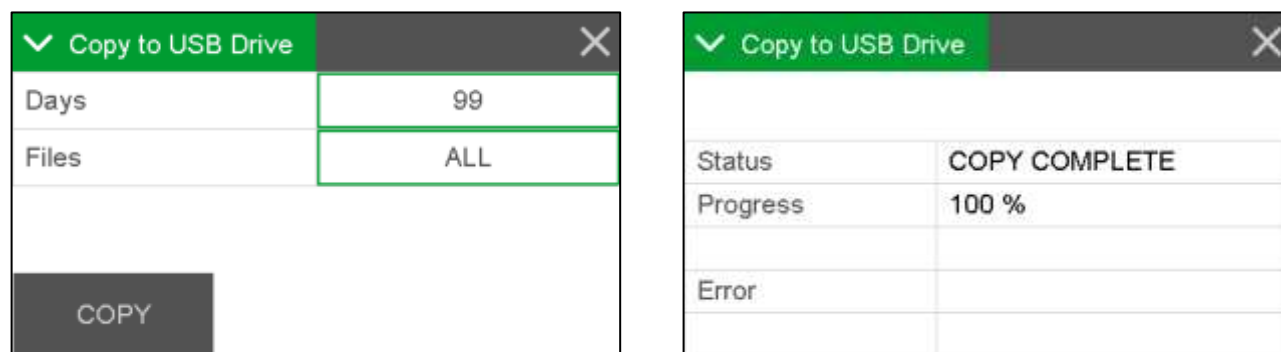 Copy to USB Drive
Days 99
Files ALL
COPY
Copy to USB Drive
Status COPY COMPLETE
Progress 100 %
Error